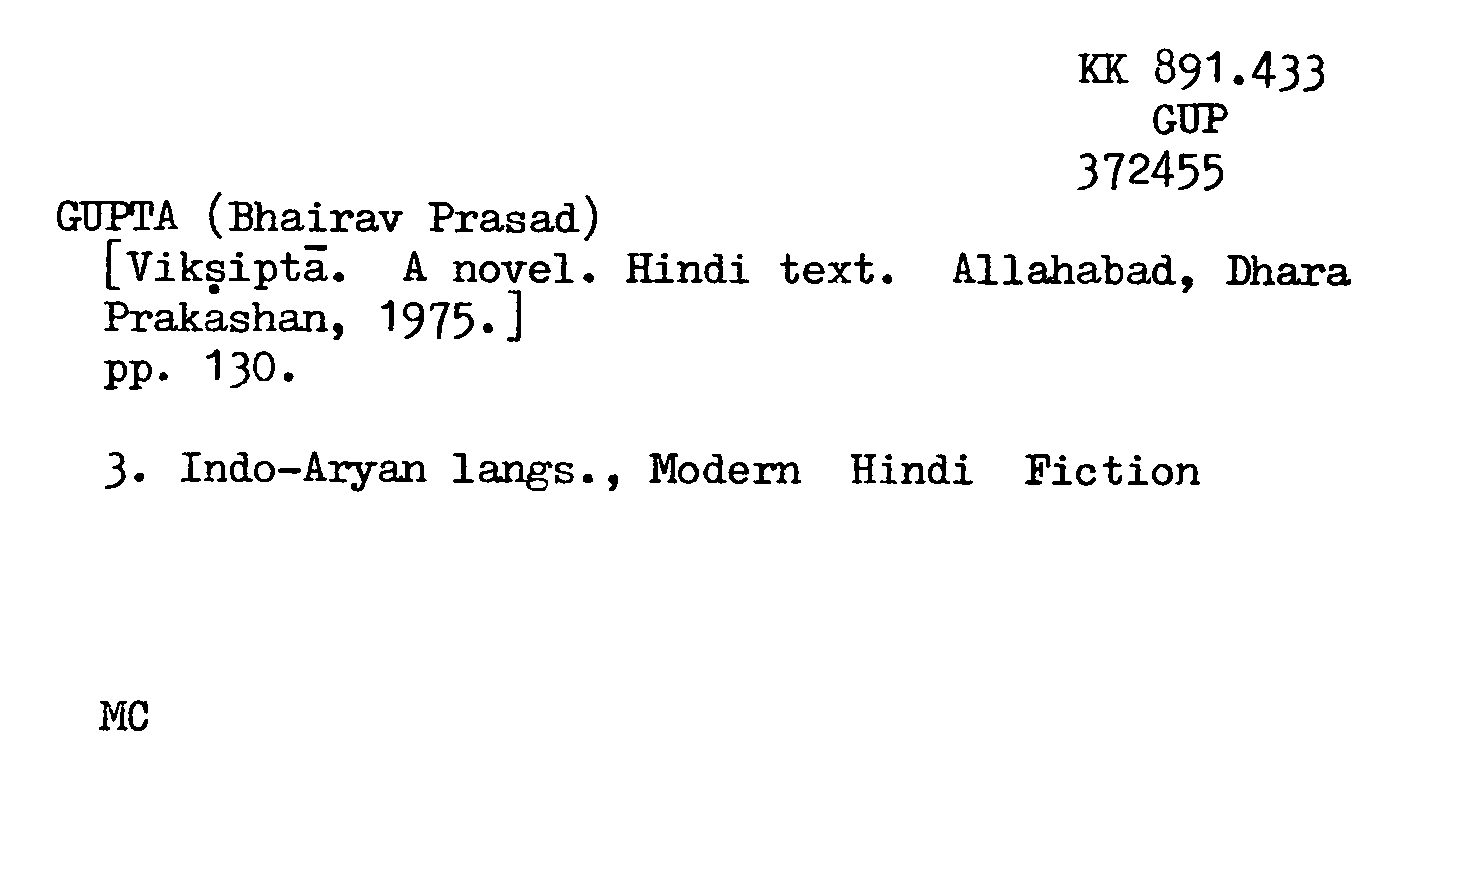 KK 891.433
GUP
372455
GUPTA (Bhairav Prasad)
[Vikṣiptā. A novel. Hindi text. Allahabad, Dhara
Prakashan, 1975.]
pp. 130.
3. Indo-Aryan langs., Modern Hindi Fiction
MC